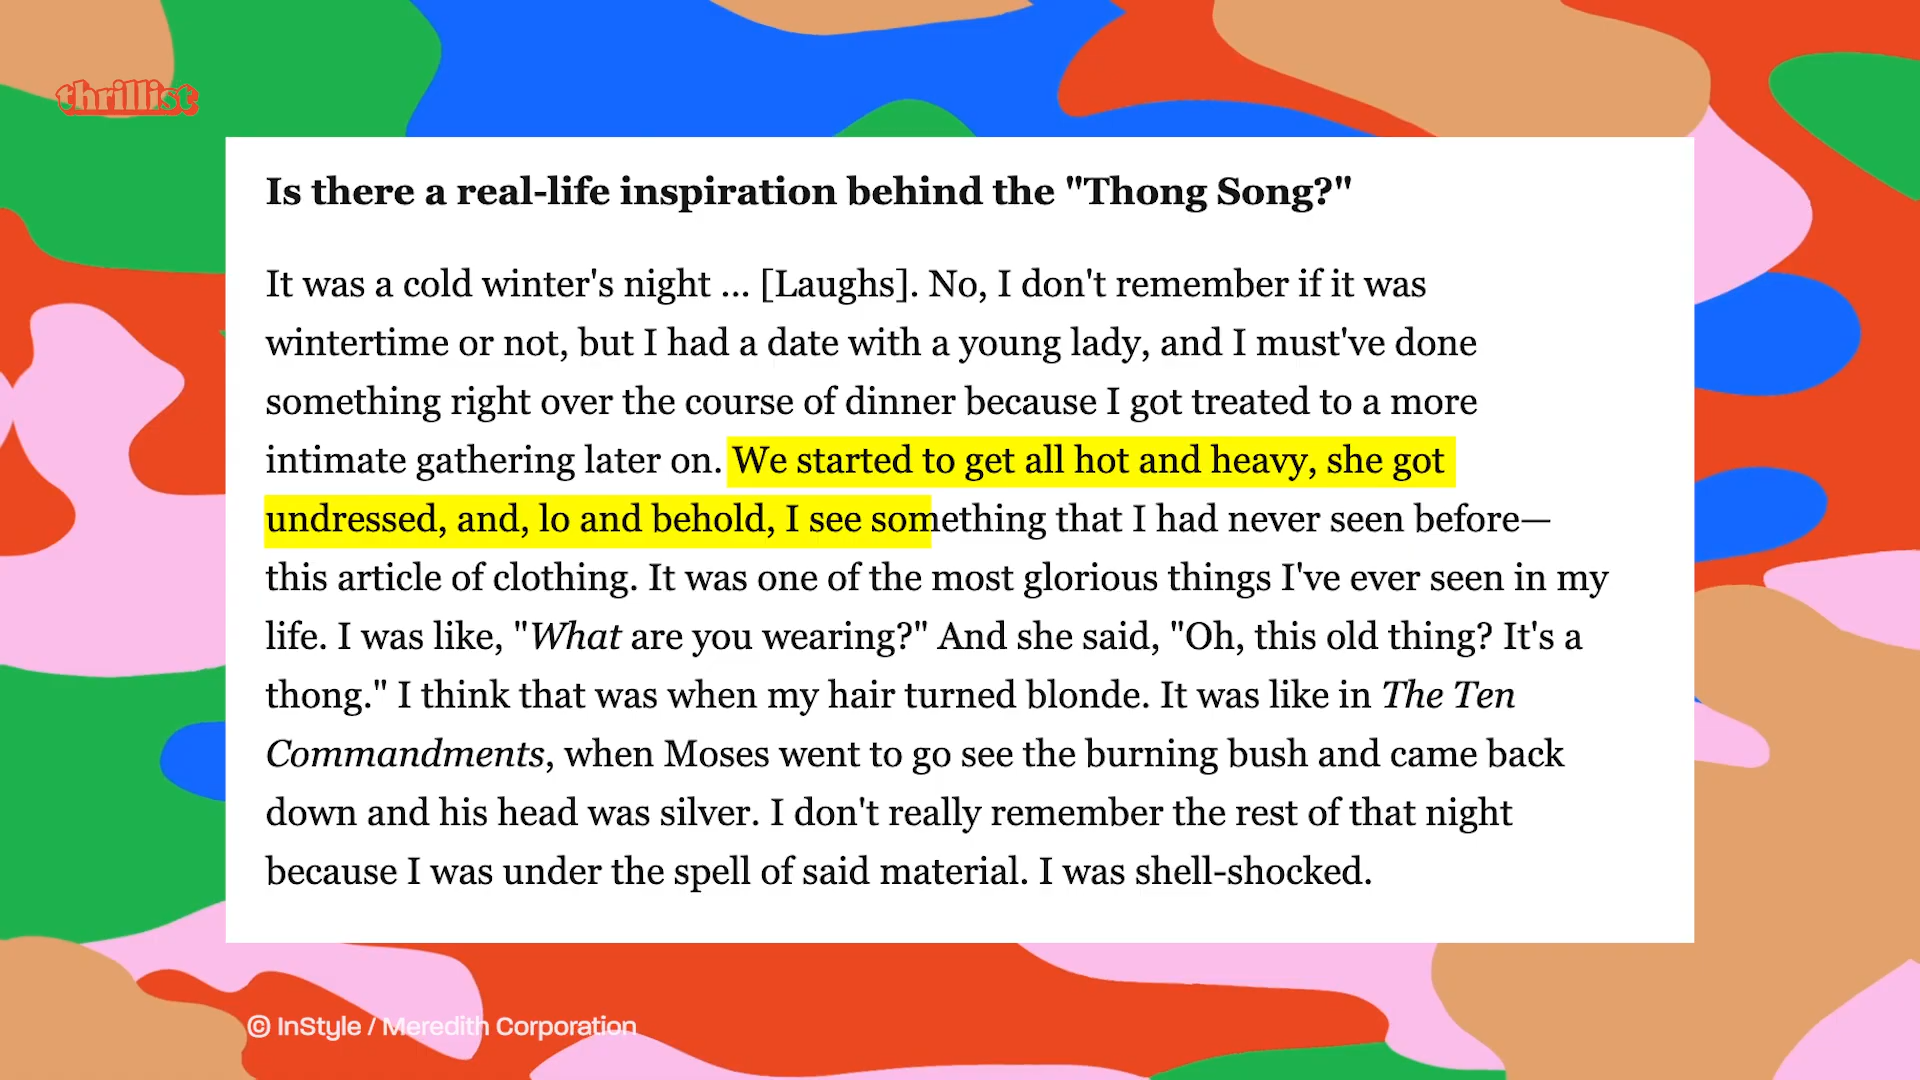 thrillist
Is there a real-life inspiration behind the "Thong Song?"
It was a cold winter's night ... [Laughs]. No, I don't remember if it was
wintertime or not, but I had a date with a young lady, and I must've done
something right over the course of dinner because I got treated to a more
intimate gathering later on. We started to get all hot and heavy, she got
undressed, and, lo and behold, I see something that I had never seen before—
this article of clothing. It was one of the most glorious things I've ever seen in my
life. I was like, "What are you wearing?" And she said, "Oh, this old thing? It's a
thong." I think that was when my hair turned blonde. It was like in The Ten
Commandments, when Moses went to go see the burning bush and came back
down and his head was silver. I don't really remember the rest of that night
because I was under the spell of said material. I was shell-shocked.
© InStyle / Meredith Corporation